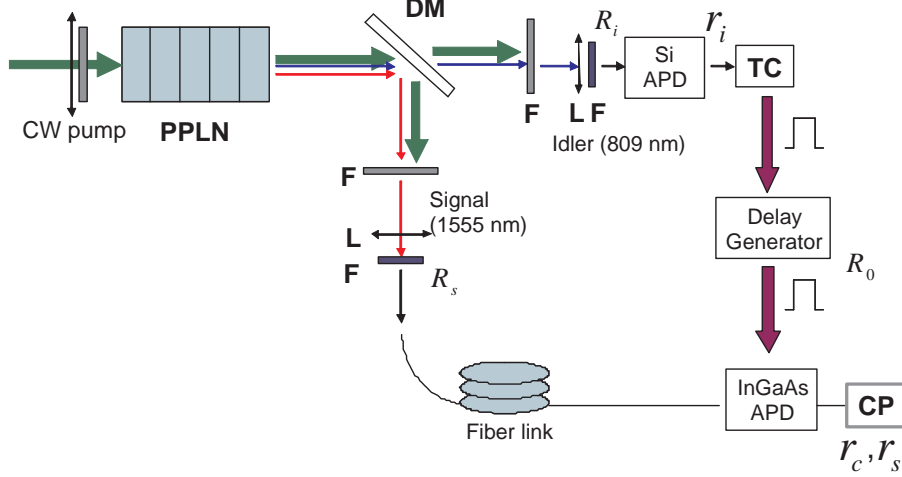 DM
CW pump
PPLN
F
L F
R_i
Si
APD
r_i
TC
Idler (809 nm)
F
Signal
(1555 nm)
L
F
R_s
Delay
Generator
R_0
Fiber link
InGaAs
APD
CP
r_c, r_s